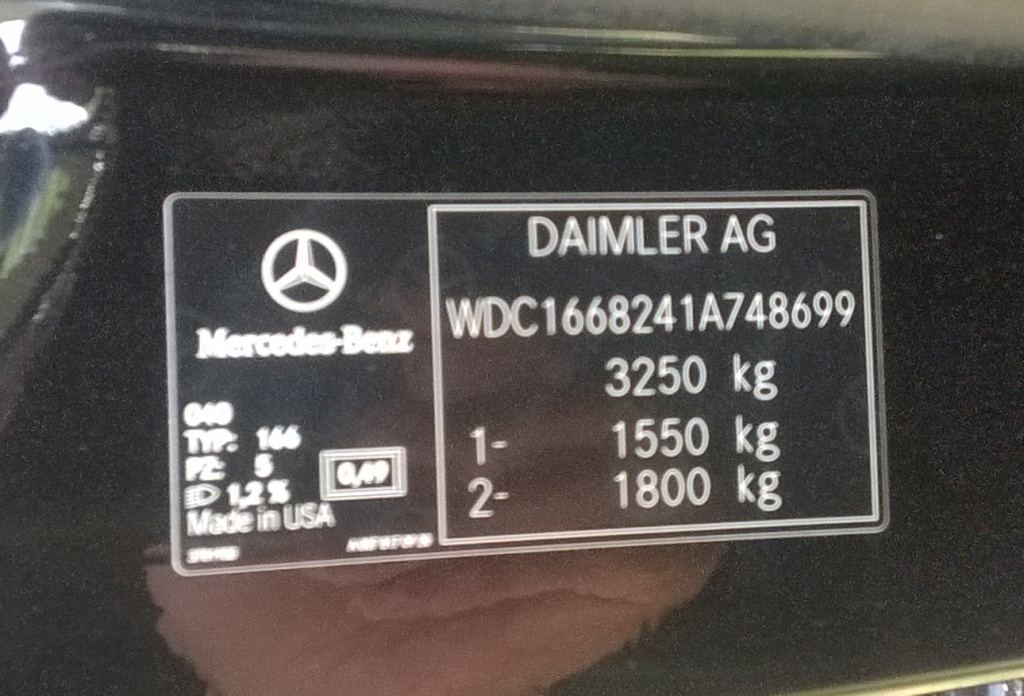 Mercedes-Benz
040
TYP: 166
PZ: 5
1,2 %
0,69
Made in USA
DAIMLER AG
WDC1668241A748699
3250 kg
1- 1550 kg
2- 1800 kg